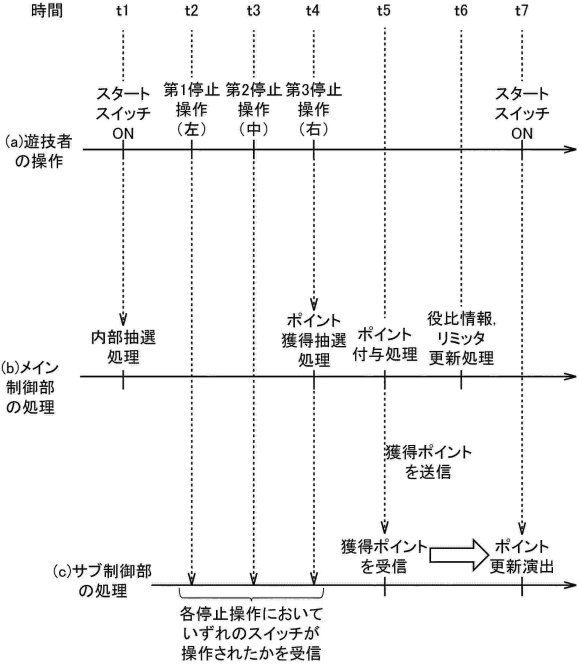 時間 t1 t2 t3 t4 t5 t6 t7
スタート
スイッチ
ON
第1停止
操作
(左)
第2停止
操作
(中)
第3停止
操作
(右)
スタート
スイッチ
ON
(a)遊技者
の操作
内部抽選
処理
ポイント
獲得抽選
処理
ポイント
付与処理
役比情報,
リミッタ
更新処理
(b)メイン
制御部
の処理
獲得ポイント
を送信
獲得ポイント
を受信
ポイント
更新演出
(c)サブ制御部
の処理
各停止操作において
いずれのスイッチが
操作されたかを受信